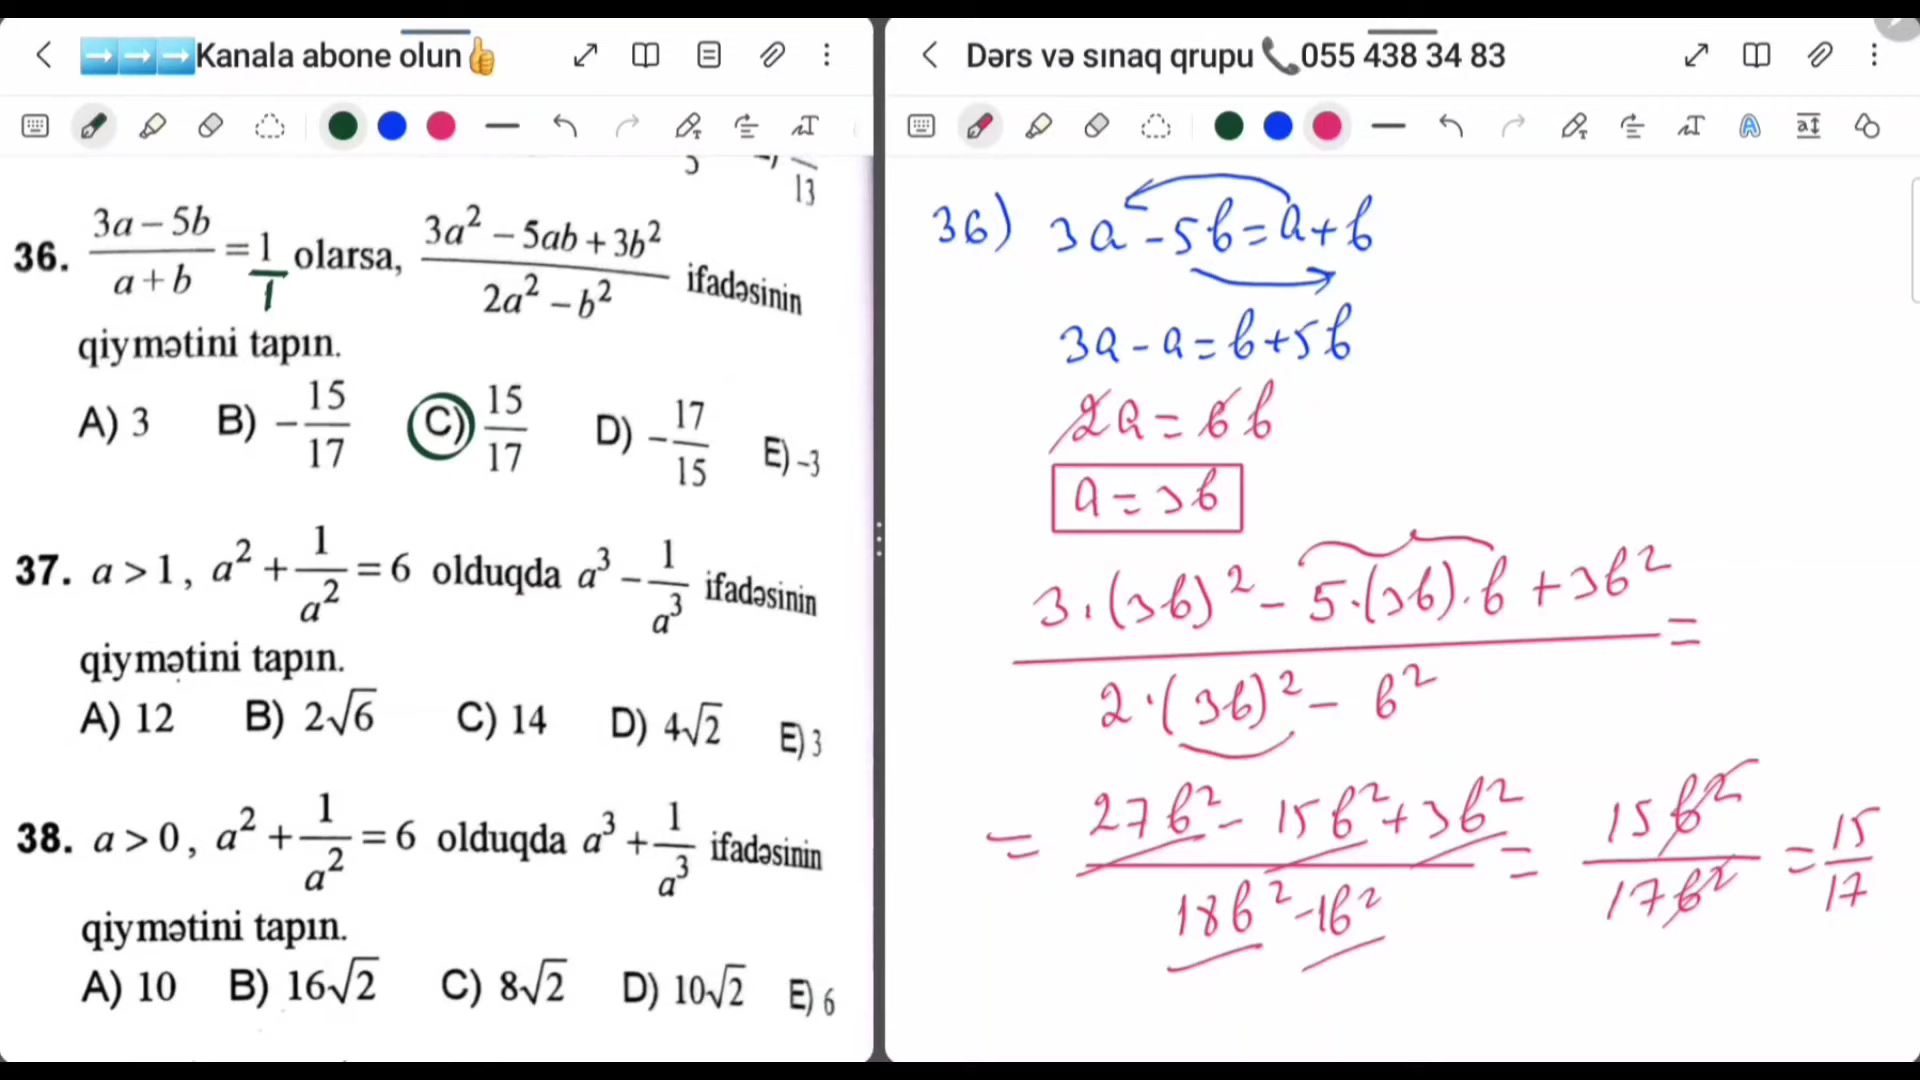 ➡️➡️➡️Kanala abone olun👍
Dərs və sınaq qrupu 📞055 438 34 83
13
36. (3a − 5b)/(a + b) = 1/1 olarsa, (3a² − 5ab + 3b²)/(2a² − b²) ifadəsinin
qiymətini tapın.
A) 3 B) −15/17 C) 15/17 D) −17/15 E) −3
37. a > 1, a² + 1/a² = 6 olduqda a³ − 1/a³ ifadəsinin
qiymətini tapın.
A) 12 B) 2√6 C) 14 D) 4√2 E) 3
38. a > 0, a² + 1/a² = 6 olduqda a³ + 1/a³ ifadəsinin
qiymətini tapın.
A) 10 B) 16√2 C) 8√2 D) 10√2 E) 6
36) 3a − 5b = a + b
3a − a = b + 5b
2a = 6b
a = 3b
(3·(3b)² − 5·(3b)·b + 3b²)/(2·(3b)² − b²) =
= (27b² − 15b² + 3b²)/(18b² − 1b²) = 15b²/17b² = 15/17